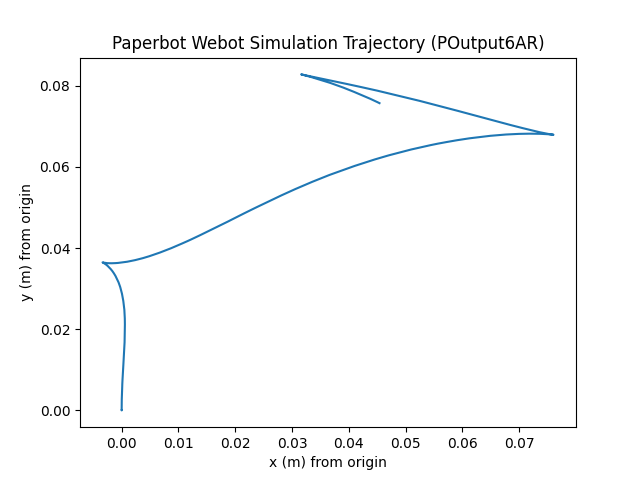 Paperbot Webot Simulation Trajectory (POutput6AR)
0.08
0.06
0.04
0.02
0.00
y (m) from origin
0.00 0.01 0.02 0.03 0.04 0.05 0.06 0.07
x (m) from origin